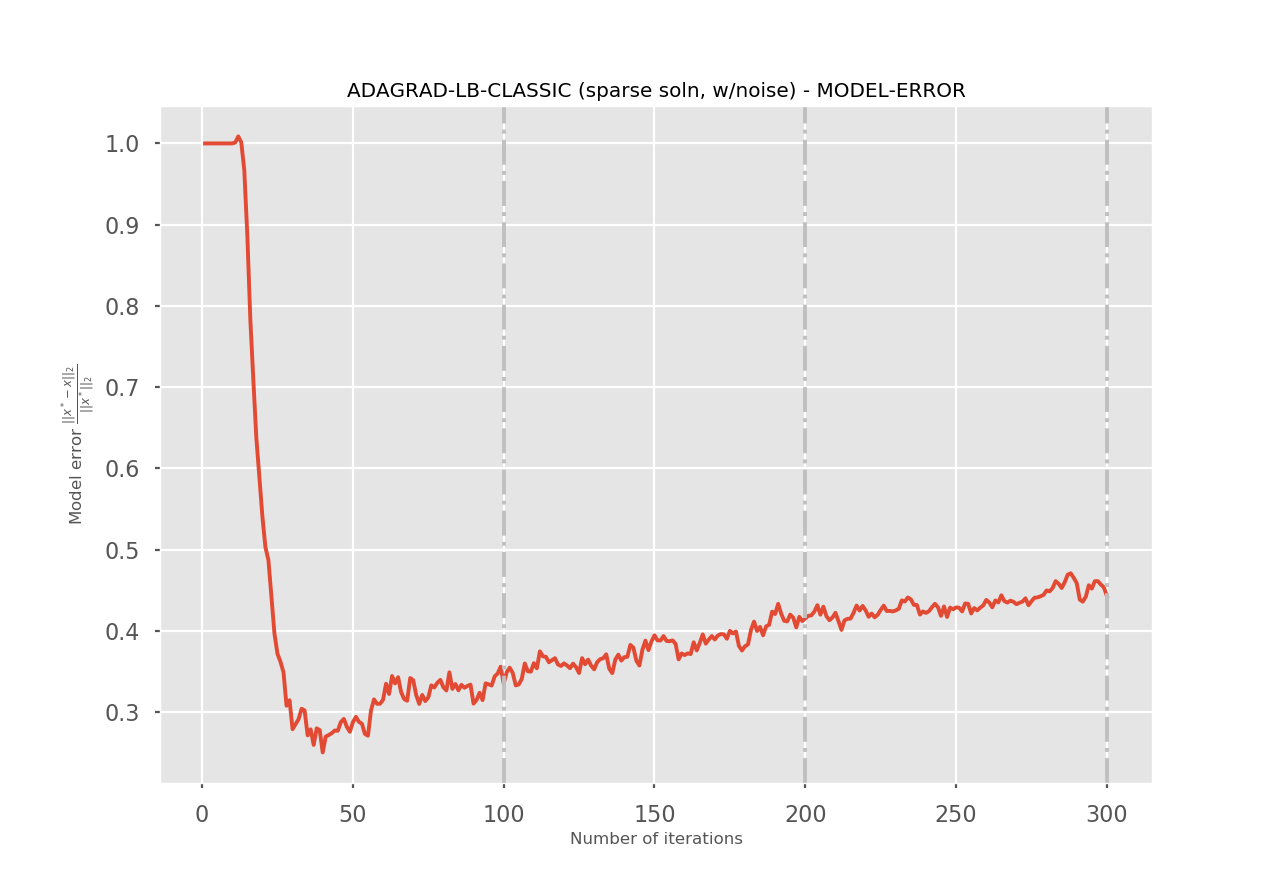 ADAGRAD-LB-CLASSIC (sparse soln, w/noise) - MODEL-ERROR
1.0
0.9
0.8
0.7
0.6
0.5
0.4
0.3
Model error ||x* − x||₂ / ||x*||₂
0 50 100 150 200 250 300
Number of iterations